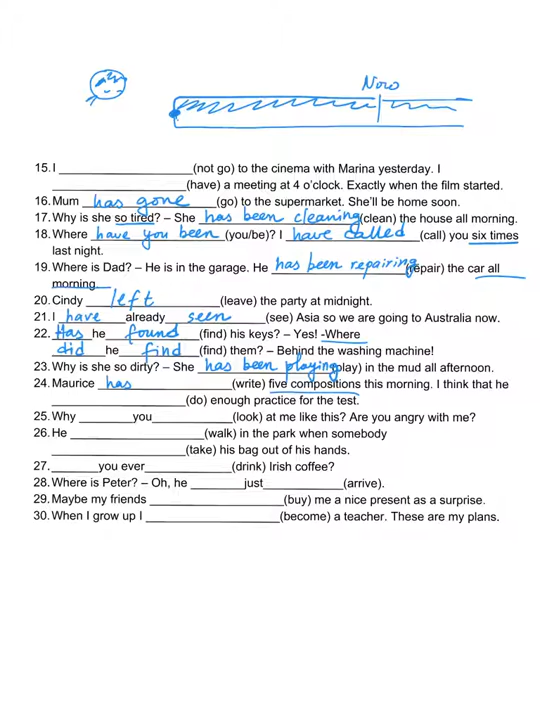 Now
15. I ____________________ (not go) to the cinema with Marina yesterday. I
____________________ (have) a meeting at 4 o'clock. Exactly when the film started.
16. Mum has gone (go) to the supermarket. She'll be home soon.
17. Why is she so tired? – She has been cleaning (clean) the house all morning.
18. Where have you been (you/be)? I have called (call) you six times
last night.
19. Where is Dad? – He is in the garage. He has been repairing (repair) the car all
morning.
20. Cindy left (leave) the party at midnight.
21. I have already seen (see) Asia so we are going to Australia now.
22. Has he found (find) his keys? – Yes! -Where
did he find (find) them? – Behind the washing machine!
23. Why is she so dirty? – She has been playing play) in the mud all afternoon.
24. Maurice has ______________ (write) five compositions this morning. I think that he
____________________ (do) enough practice for the test.
25. Why ________ you____________ (look) at me like this? Are you angry with me?
26. He ____________________ (walk) in the park when somebody
____________________ (take) his bag out of his hands.
27. ______ you ever_____________ (drink) Irish coffee?
28. Where is Peter? – Oh, he ________ just____________ (arrive).
29. Maybe my friends ____________________ (buy) me a nice present as a surprise.
30. When I grow up I ____________________ (become) a teacher. These are my plans.